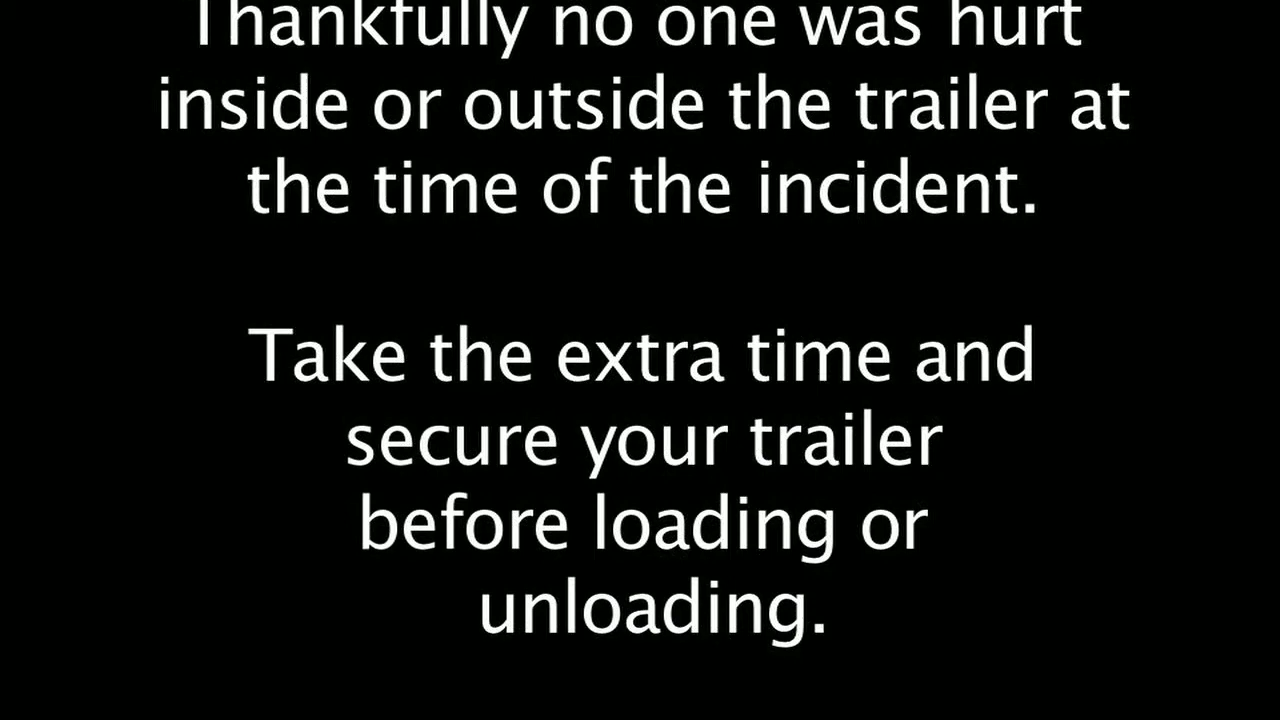 Thankfully no one was hurt
inside or outside the trailer at
the time of the incident.
Take the extra time and
secure your trailer
before loading or
unloading.